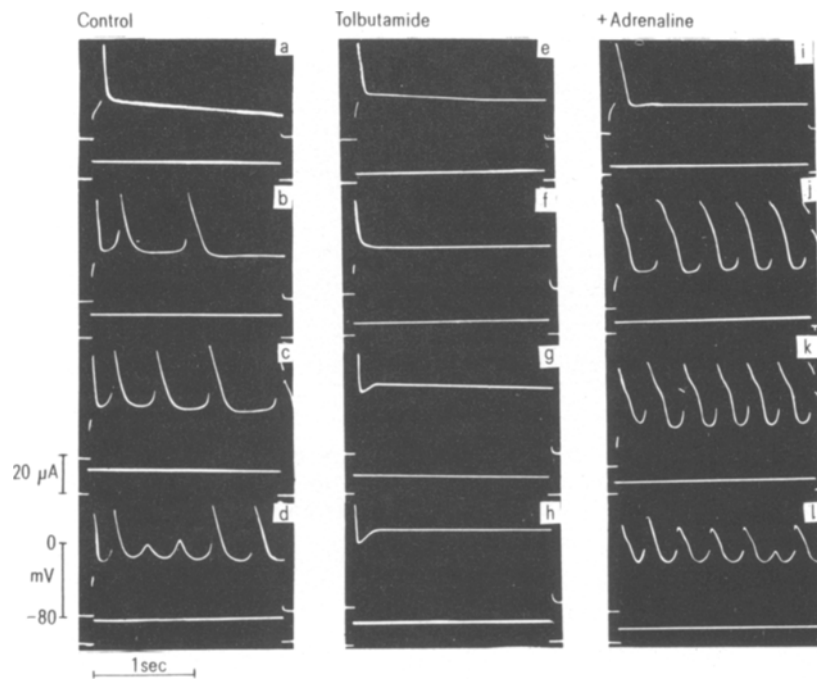 Control Tolbutamide + Adrenaline
a e i
b f j
c g k
20 µA
d h l
0
mV
-80
1sec